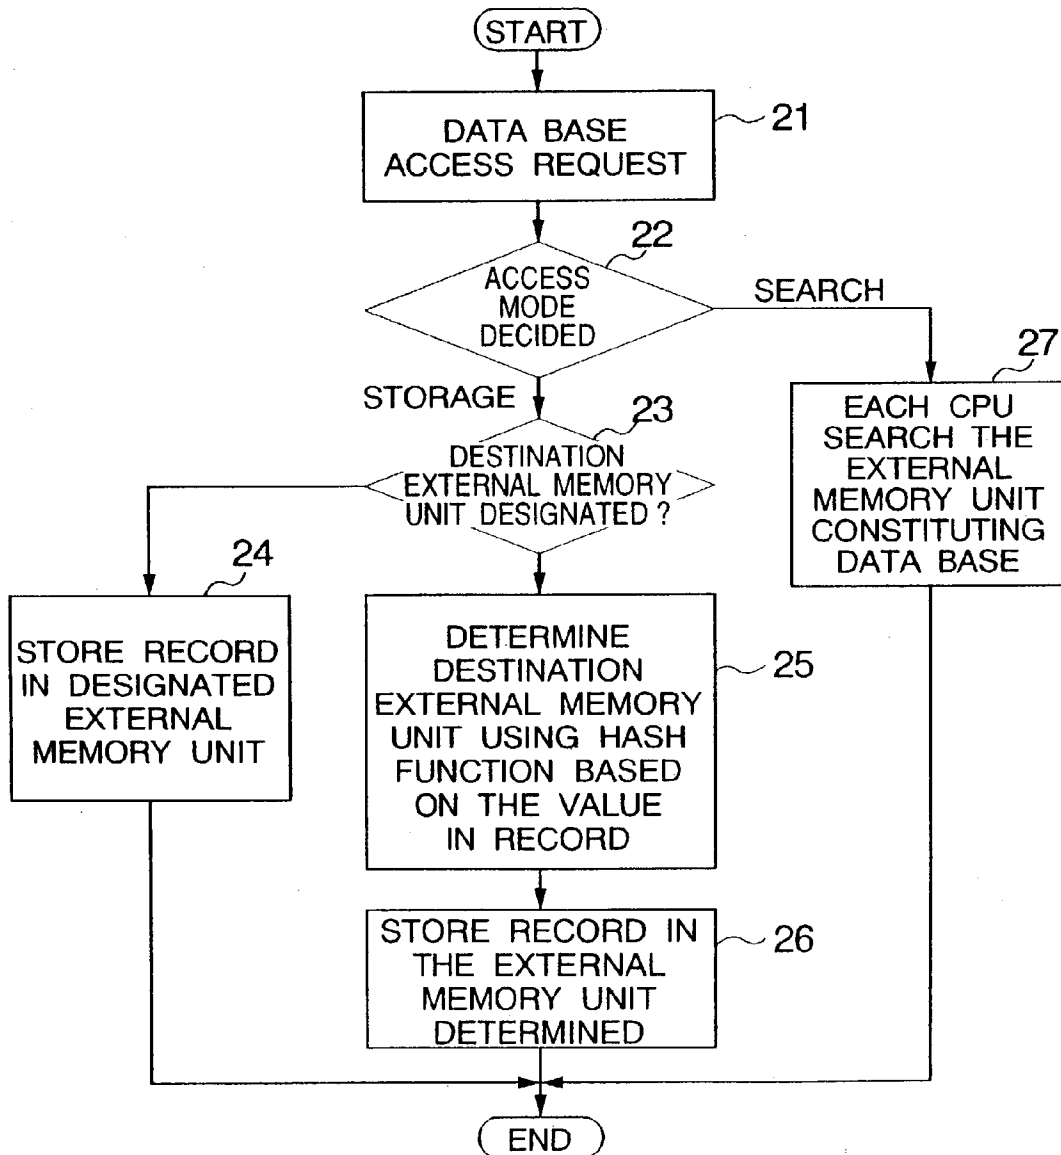 START
DATA BASE
ACCESS REQUEST
21
22
ACCESS
MODE
DECIDED
SEARCH
STORAGE
23
DESTINATION
EXTERNAL MEMORY
UNIT DESIGNATED ?
27
EACH CPU
SEARCH THE
EXTERNAL
MEMORY UNIT
CONSTITUTING
DATA BASE
24
STORE RECORD
IN DESIGNATED
EXTERNAL
MEMORY UNIT
DETERMINE
DESTINATION
EXTERNAL MEMORY
UNIT USING HASH
FUNCTION BASED
ON THE VALUE
IN RECORD
25
STORE RECORD IN
THE EXTERNAL
MEMORY UNIT
DETERMINED
26
END